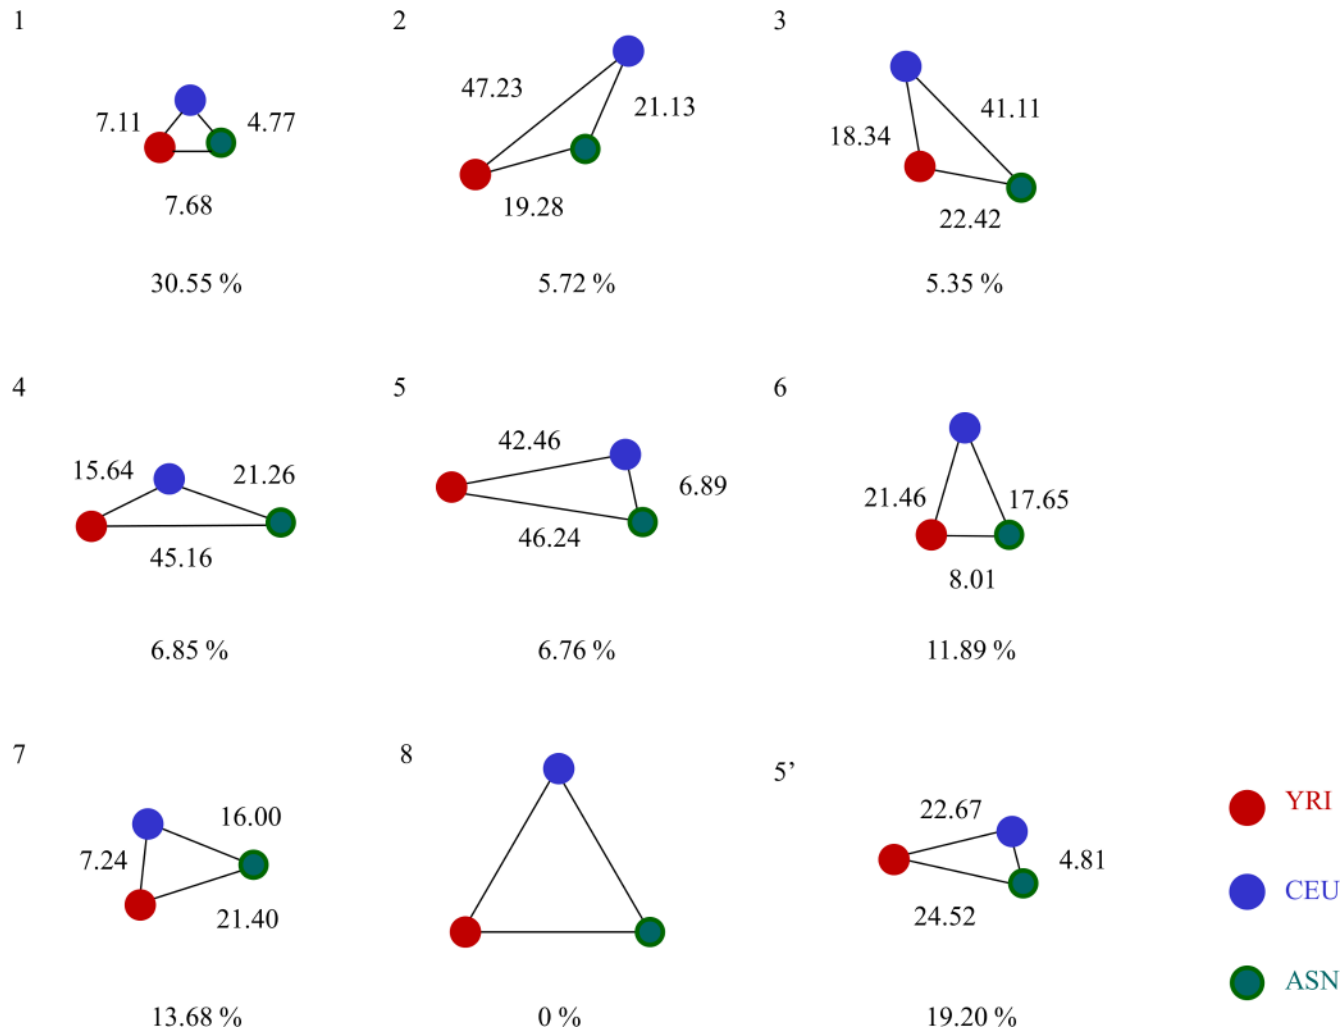 1 2 3
7.11 4.77 47.23 21.13 18.34 41.11
7.68 19.28 22.42
30.55 % 5.72 % 5.35 %
4 5 6
15.64 21.26 42.46 6.89 21.46 17.65
45.16 46.24 8.01
6.85 % 6.76 % 11.89 %
7 8 5’
7.24 16.00 22.67 4.81
21.40 24.52
13.68 % 0 % 19.20 %
YRI
CEU
ASN